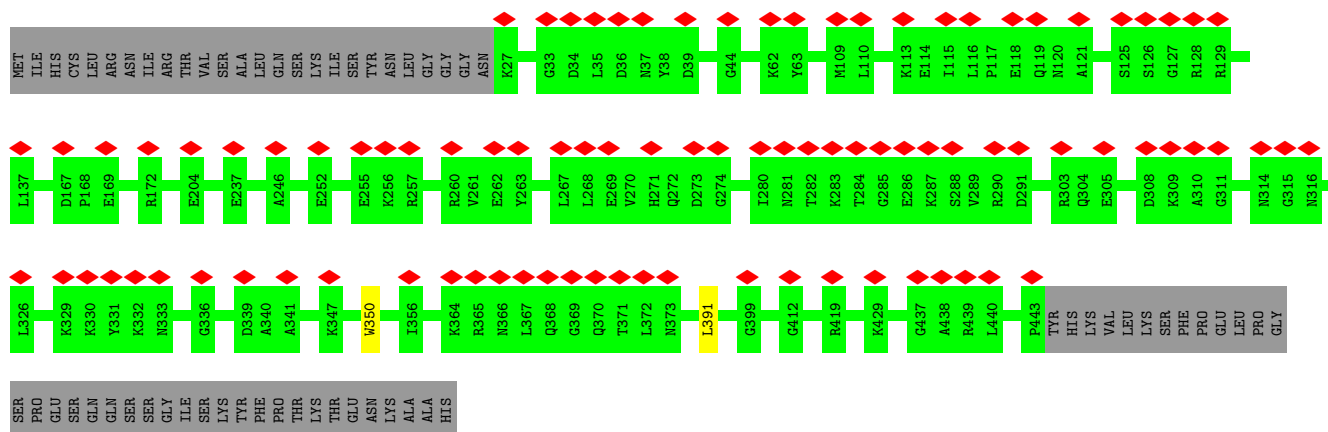 MET ILE HIS CYS LEU ARG ASN ILE ARG THR VAL SER ALA LEU GLN SER LYS ILE SER TYR ASN LEU GLY GLY GLY ASN K27 G33 D34 L35 D36 N37 Y38 D39 G44 K62 Y63 M109 L110 K113 E114 I115 L116 P117 E118 Q119 N120 A121 S125 S126 G127 R128 R129
L137 D167 P168 E169 R172 E204 E237 A246 E252 E255 K256 R257 R260 V261 E262 Y263 L267 L268 E269 V270 H271 Q272 D273 G274 I280 N281 T282 K283 T284 G285 E286 K287 S288 V289 R290 D291 R303 Q304 E305 D308 K309 A310 G311 N314 G315 N316
L326 K329 K330 Y331 K332 N333 G336 D339 A340 A341 K347 W350 I356 K364 R365 N366 L367 Q368 G369 Q370 T371 L372 N373 L391 G399 G412 R419 K429 G437 A438 R439 L440 P443 TYR HIS LYS VAL LEU LYS SER PHE PRO GLU LEU PRO GLY
SER PRO GLU SER GLN GLN SER SER GLY ILE SER LYS TYR PHE PRO THR LYS THR GLU ASN LYS ALA ALA HIS